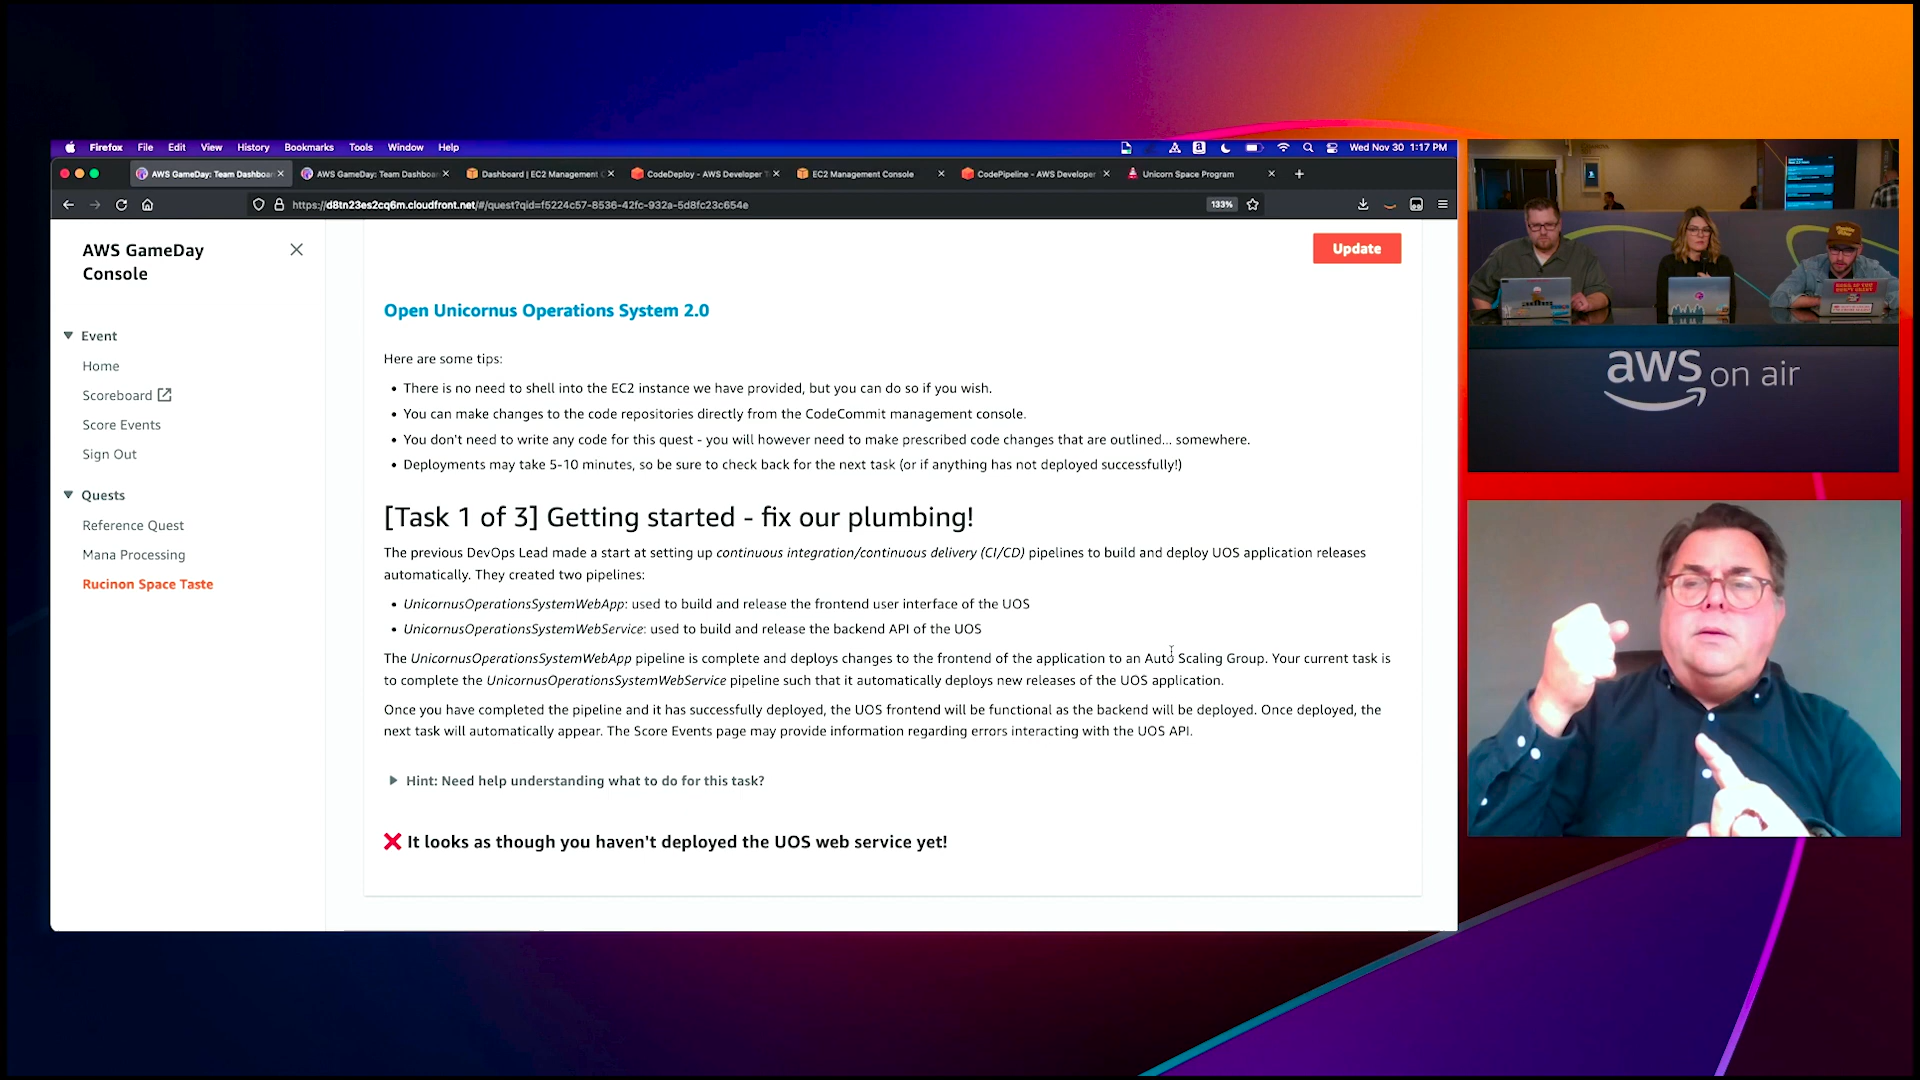 Firefox File Edit View History Bookmarks Tools Window Help
Wed Nov 30 1:17 PM
AWS GameDay: Team Dashboar
AWS GameDay: Team Dashboa
Dashboard | EC2 Management
CodeDeploy - AWS Developer T
EC2 Management Console
CodePipeline - AWS Developer
Unicorn Space Program
https://d8tn23es2cq6m.cloudfront.net/#/quest?qid=f5224c57-8536-42fc-932a-5d8fc23c654e
133%
AWS GameDay
Console
Event
Home
Scoreboard
Score Events
Sign Out
Quests
Reference Quest
Mana Processing
Rucinon Space Taste
Update
Open Unicornus Operations System 2.0
Here are some tips:
• There is no need to shell into the EC2 instance we have provided, but you can do so if you wish.
• You can make changes to the code repositories directly from the CodeCommit management console.
• You don't need to write any code for this quest - you will however need to make prescribed code changes that are outlined... somewhere.
• Deployments may take 5-10 minutes, so be sure to check back for the next task (or if anything has not deployed successfully!)
[Task 1 of 3] Getting started - fix our plumbing!
The previous DevOps Lead made a start at setting up continuous integration/continuous delivery (CI/CD) pipelines to build and deploy UOS application releases
automatically. They created two pipelines:
• UnicornusOperationsSystemWebApp: used to build and release the frontend user interface of the UOS
• UnicornusOperationsSystemWebService: used to build and release the backend API of the UOS
The UnicornusOperationsSystemWebApp pipeline is complete and deploys changes to the frontend of the application to an Auto Scaling Group. Your current task is
to complete the UnicornusOperationsSystemWebService pipeline such that it automatically deploys new releases of the UOS application.
Once you have completed the pipeline and it has successfully deployed, the UOS frontend will be functional as the backend will be deployed. Once deployed, the
next task will automatically appear. The Score Events page may provide information regarding errors interacting with the UOS API.
Hint: Need help understanding what to do for this task?
It looks as though you haven't deployed the UOS web service yet!
aws on air